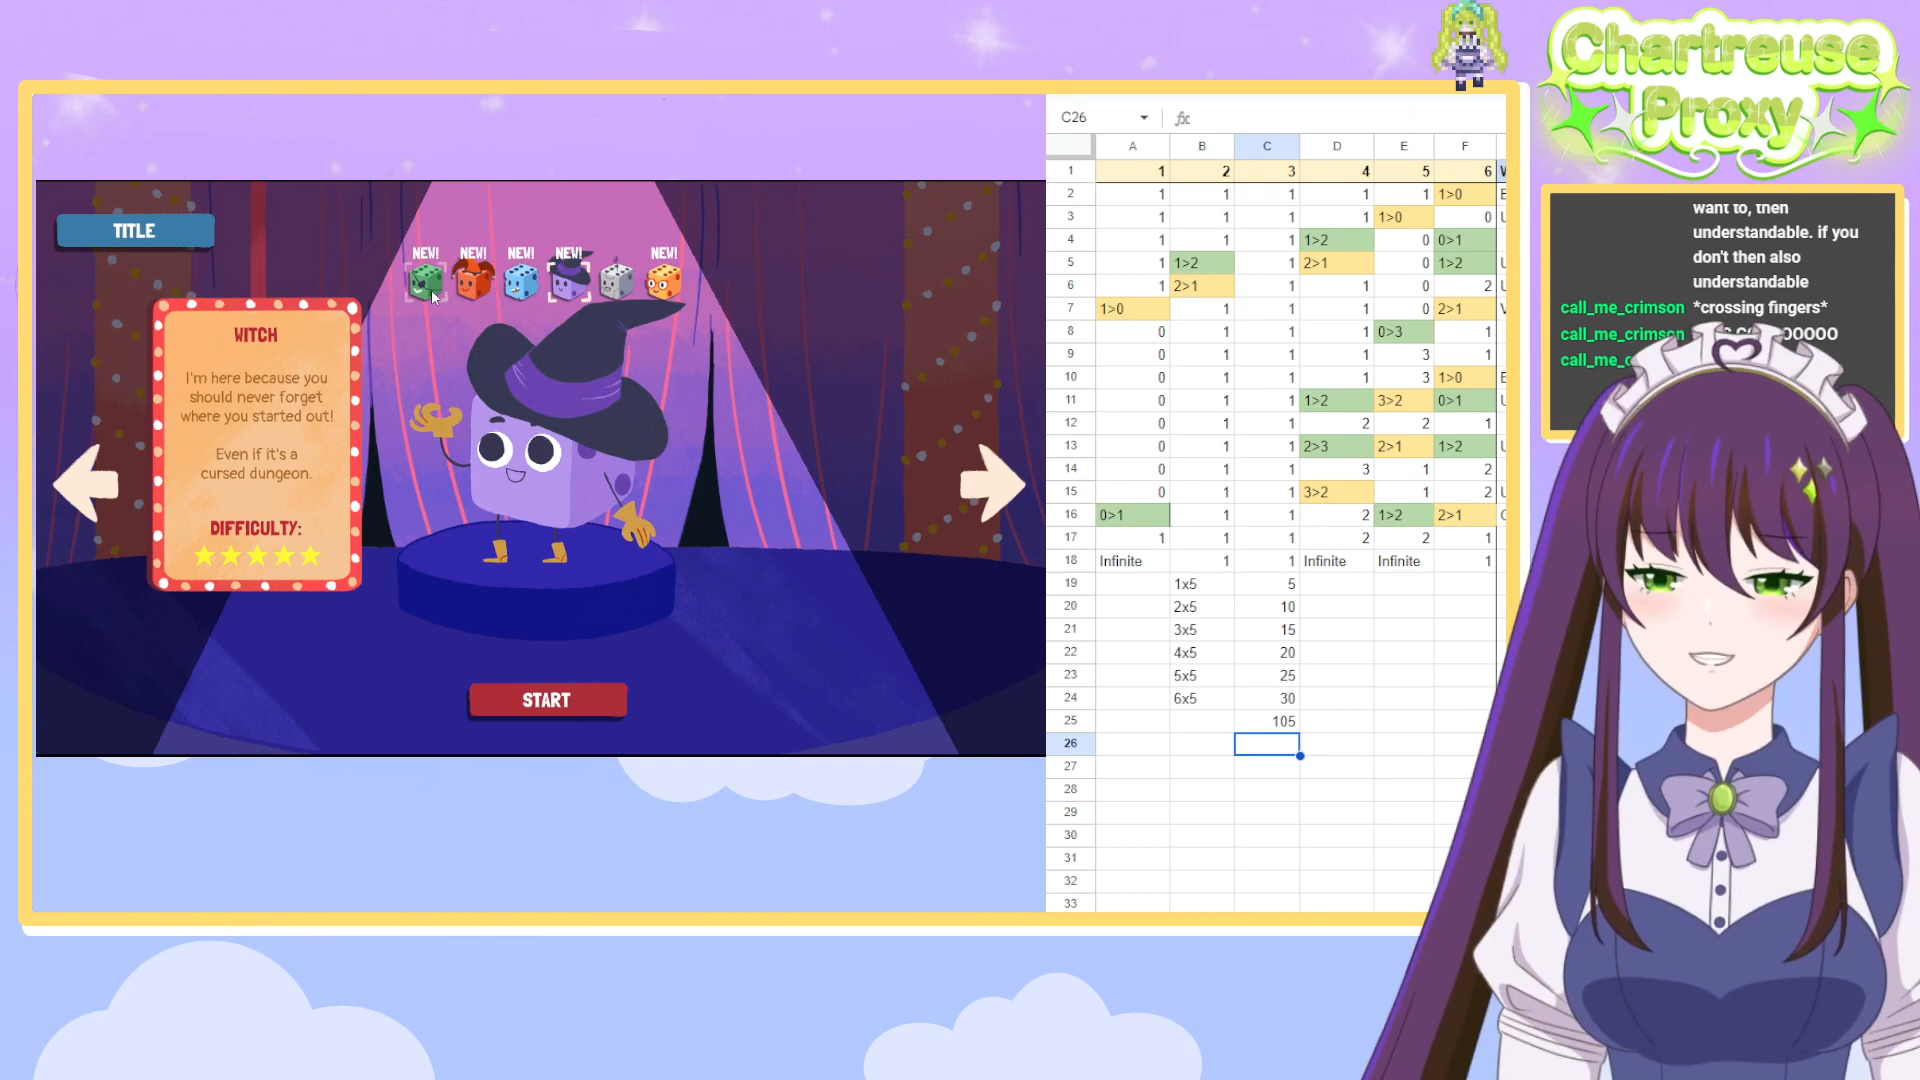 Chartreuse
Proxy
TITLE
NEW! NEW! NEW! NEW! NEW!
WITCH
I'm here because you
should never forget
where you started out!
Even if it's a
cursed dungeon.
DIFFICULTY:
START
C26 fx
A B C D E F
1 1 2 3 4 5 6
2 1 1 1 1 1 1>0
3 1 1 1 1 1>0 0
4 1 1 1 1>2 0 0>1
5 1 1>2 1 2>1 0 1>2
6 1 2>1 1 1 0 2
7 1>0 1 1 1 0 2>1
8 0 1 1 1 0>3 1
9 0 1 1 1 3 1
10 0 1 1 1 3 1>0
11 0 1 1 1>2 3>2 0>1
12 0 1 1 2 2 1
13 0 1 1 2>3 2>1 1>2
14 0 1 1 3 1 2
15 0 1 1 3>2 1 2
16 0>1 1 1 2 1>2 2>1
17 1 1 1 2 2 1
18 Infinite 1 1 Infinite Infinite 1
19 1x5 5
20 2x5 10
21 3x5 15
22 4x5 20
23 5x5 25
24 6x5 30
25 105
26
27
28
29
30
31
32
33
want to, then
understandable. if you
don't then also
understandable
call_me_crimson *crossing fingers*
call_me_crimson